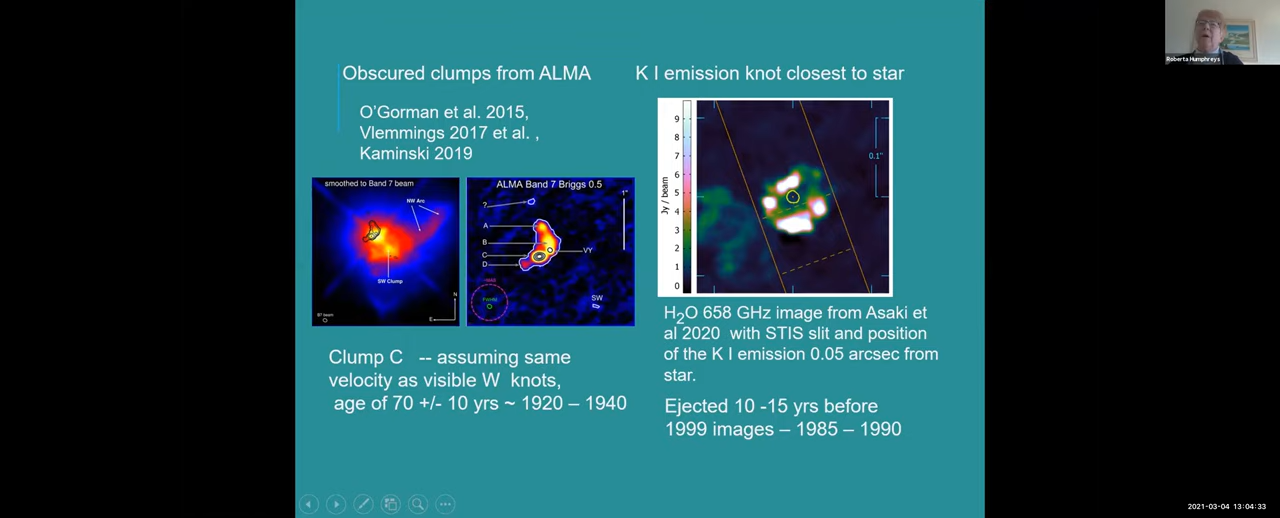 Obscured clumps from ALMA
O'Gorman et al. 2015,
Vlemmings 2017 et al. ,
Kaminski 2019
smoothed to Band 7 beam
NW Arc
SW Clump
B7 beam
N
E
ALMA Band 7 Briggs 0.5
1"
?
A
B
C
D
VY
MRS
FWHM
SW
Clump C -- assuming same
velocity as visible W knots,
age of 70 +/- 10 yrs ~ 1920 – 1940
K I emission knot closest to star
9
8
7
6
5
4
3
2
1
0
Jy / beam
0.1"
H2O 658 GHz image from Asaki et
al 2020 with STIS slit and position
of the K I emission 0.05 arcsec from
star.
Ejected 10 -15 yrs before
1999 images – 1985 – 1990
Roberta Humphreys
2021-03-04 13:04:33